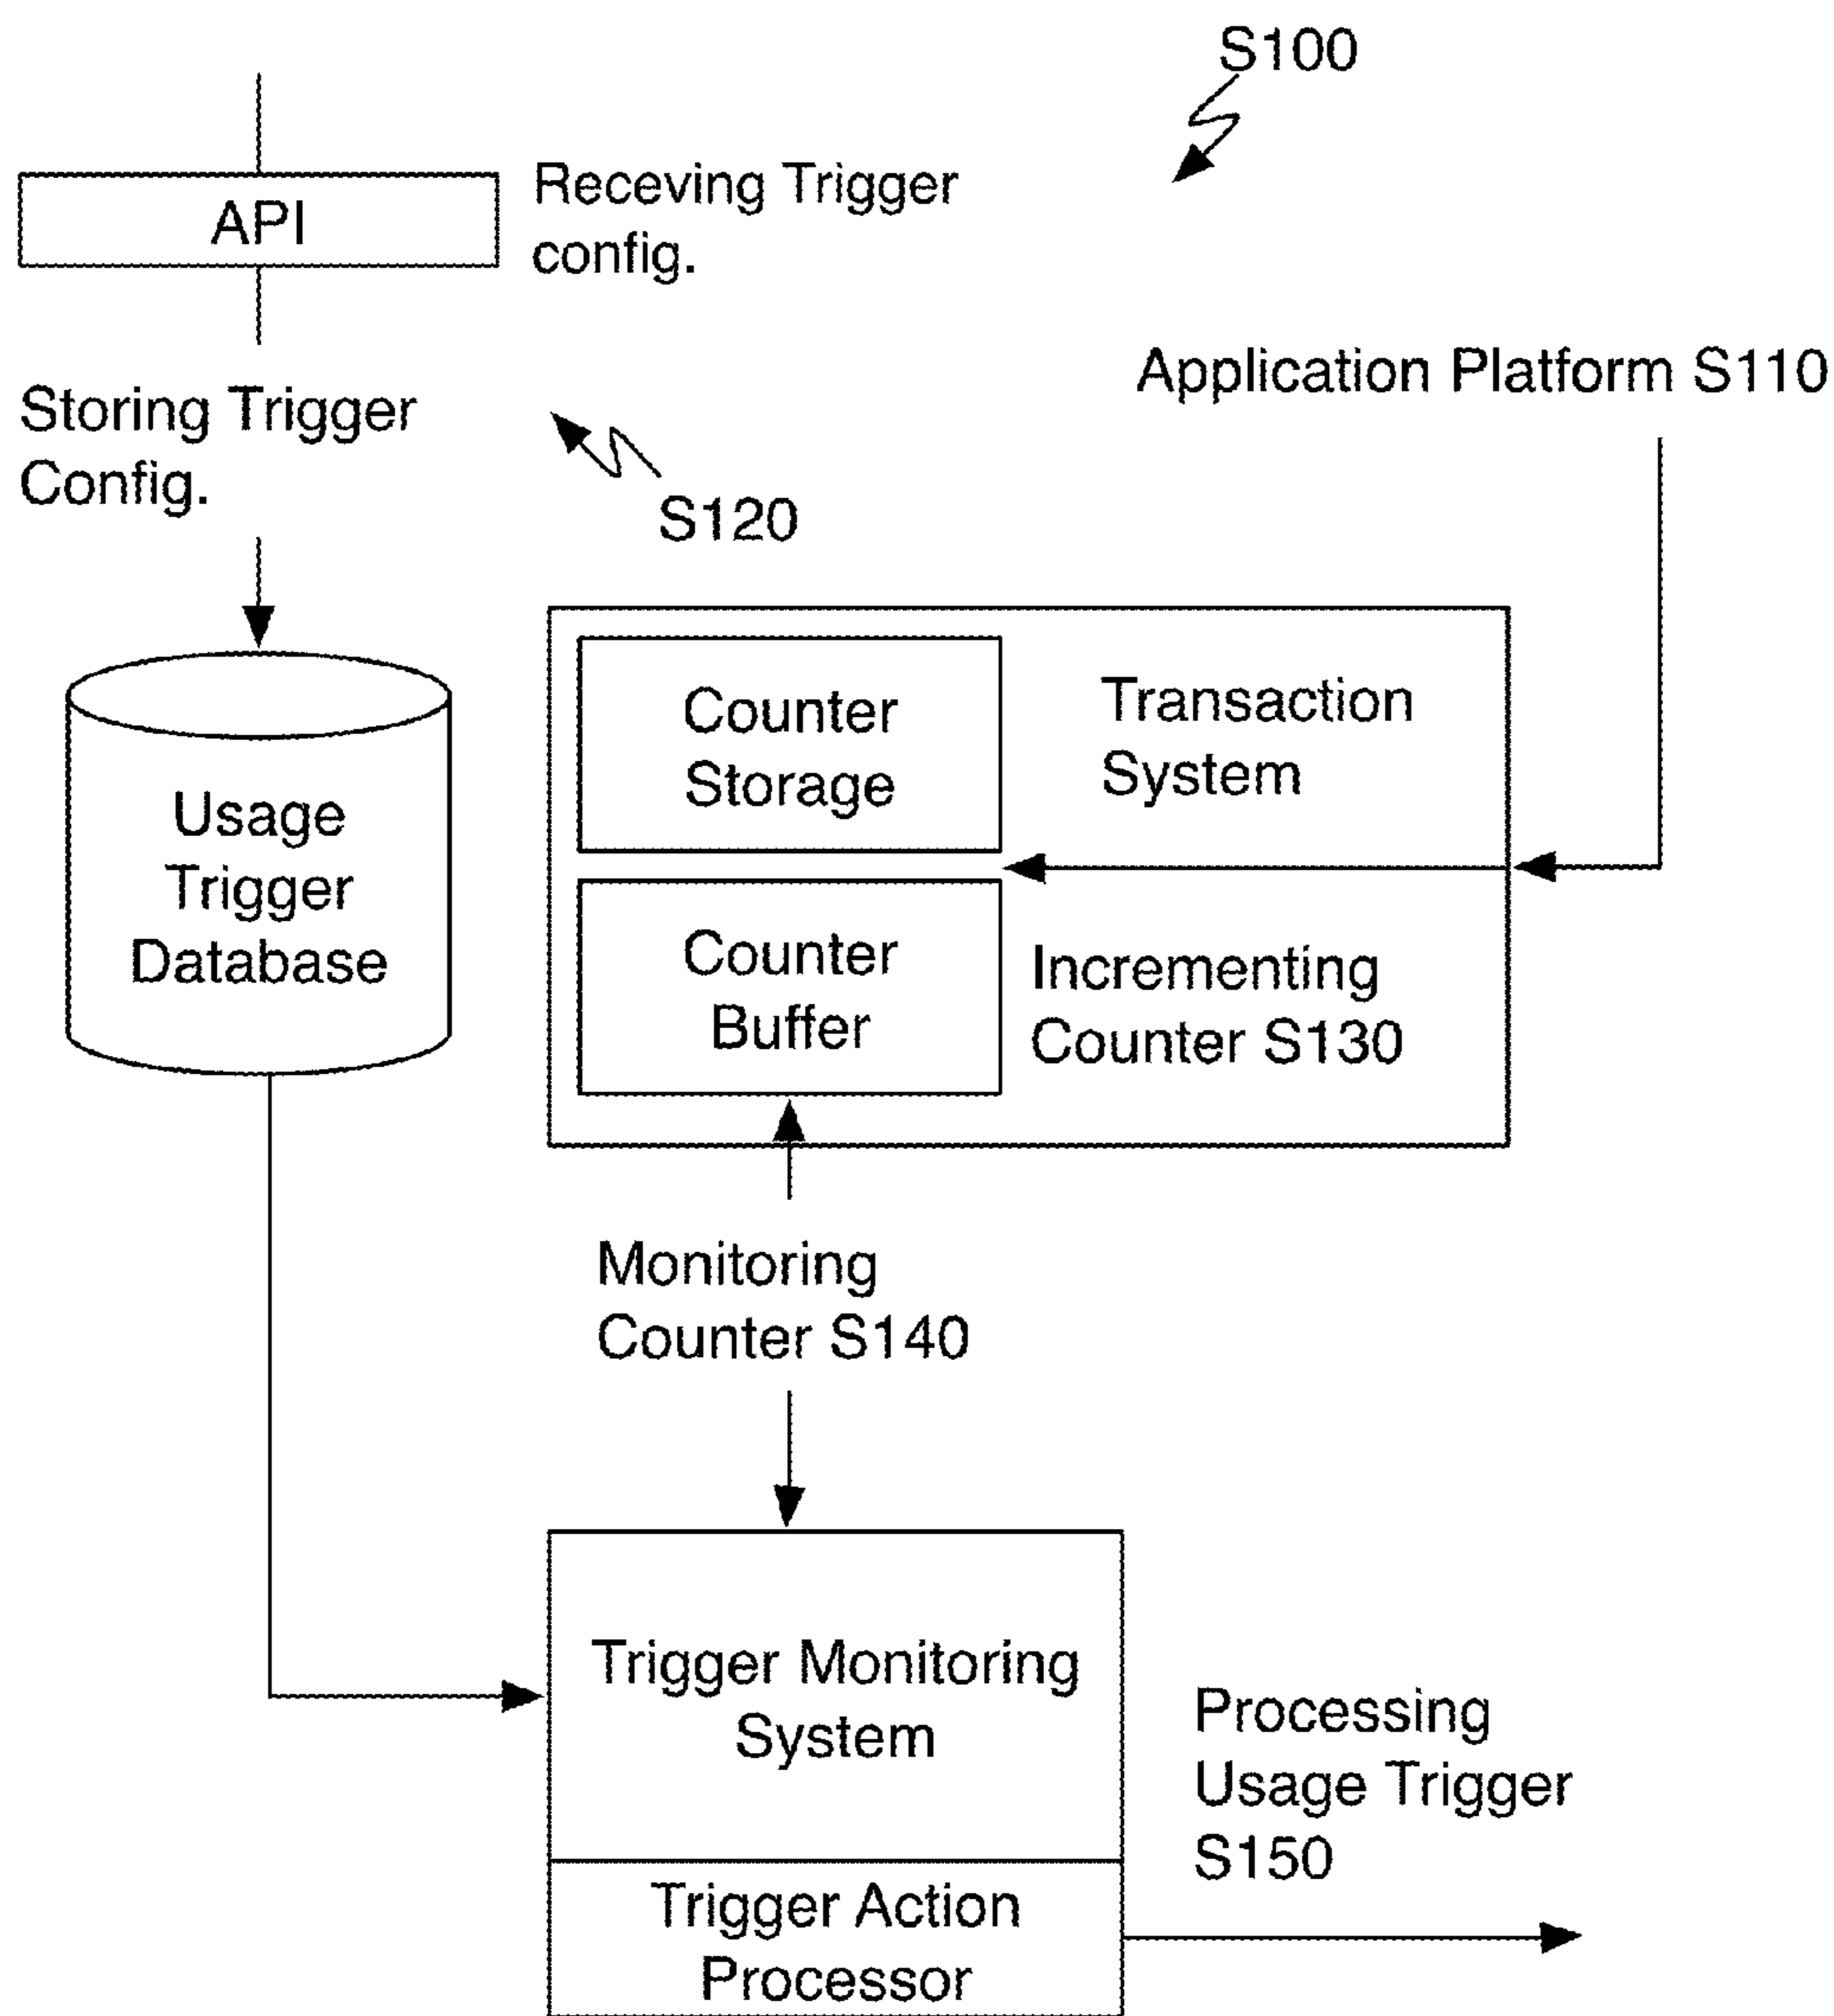 S100
API
Receving Trigger
config.
Storing Trigger
Config.
S120
Application Platform S110
Usage
Trigger
Database
Counter
Storage
Transaction
System
Counter
Buffer
Incrementing
Counter S130
Monitoring
Counter S140
Trigger Monitoring
System
Trigger Action
Processor
Processing
Usage Trigger
S150